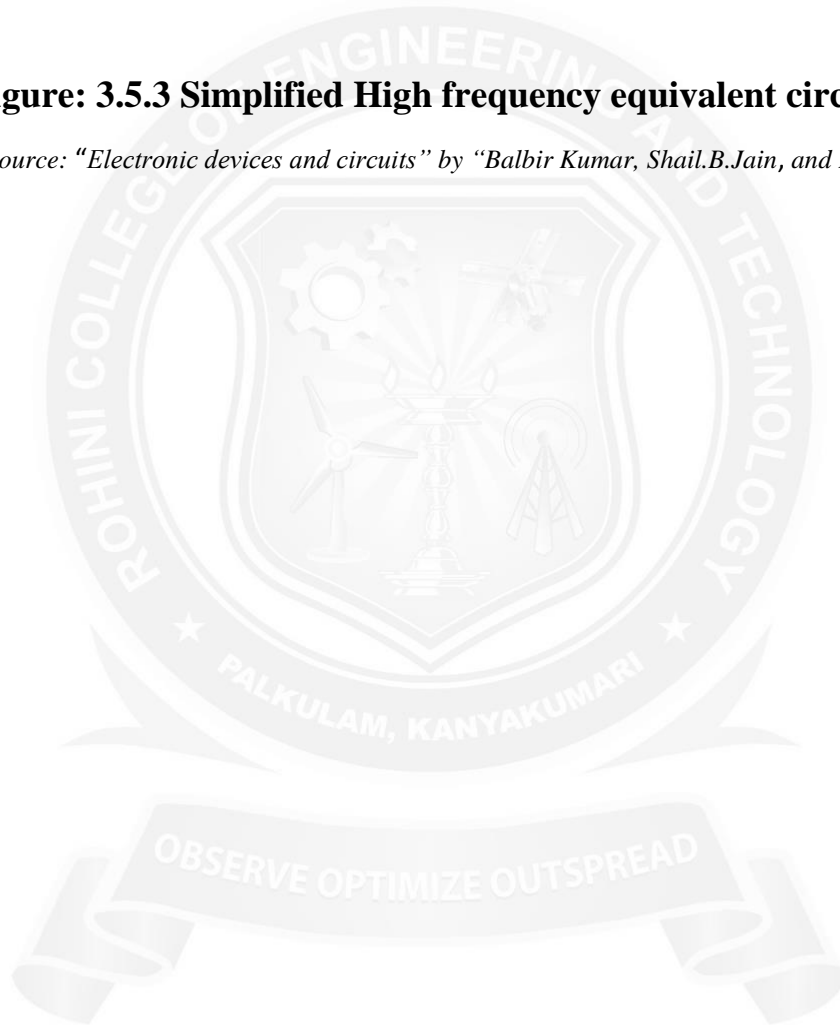 gure: 3.5.3 Simplified High frequency equivalent circ
ource: “Electronic devices and circuits” by “Balbir Kumar, Shail.B.Jain, and
ROHINI COLLEGE OF ENGINEERING AND TECHNOLOGY
PALKULAM, KANYAKUMARI
OBSERVE OPTIMIZE OUTSPREAD